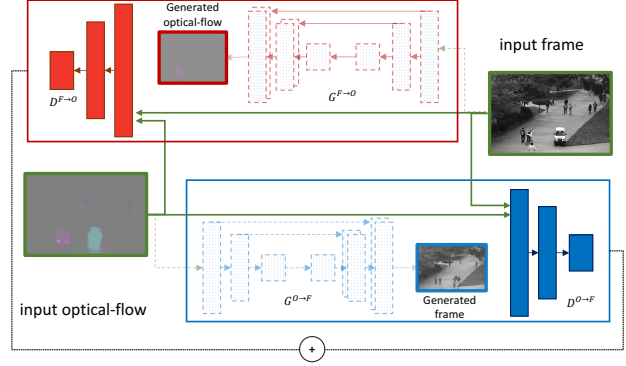 Generated
optical-flow
input frame
D^{F→O}
G^{F→O}
input optical-flow
G^{O→F}
Generated
frame
D^{O→F}
+